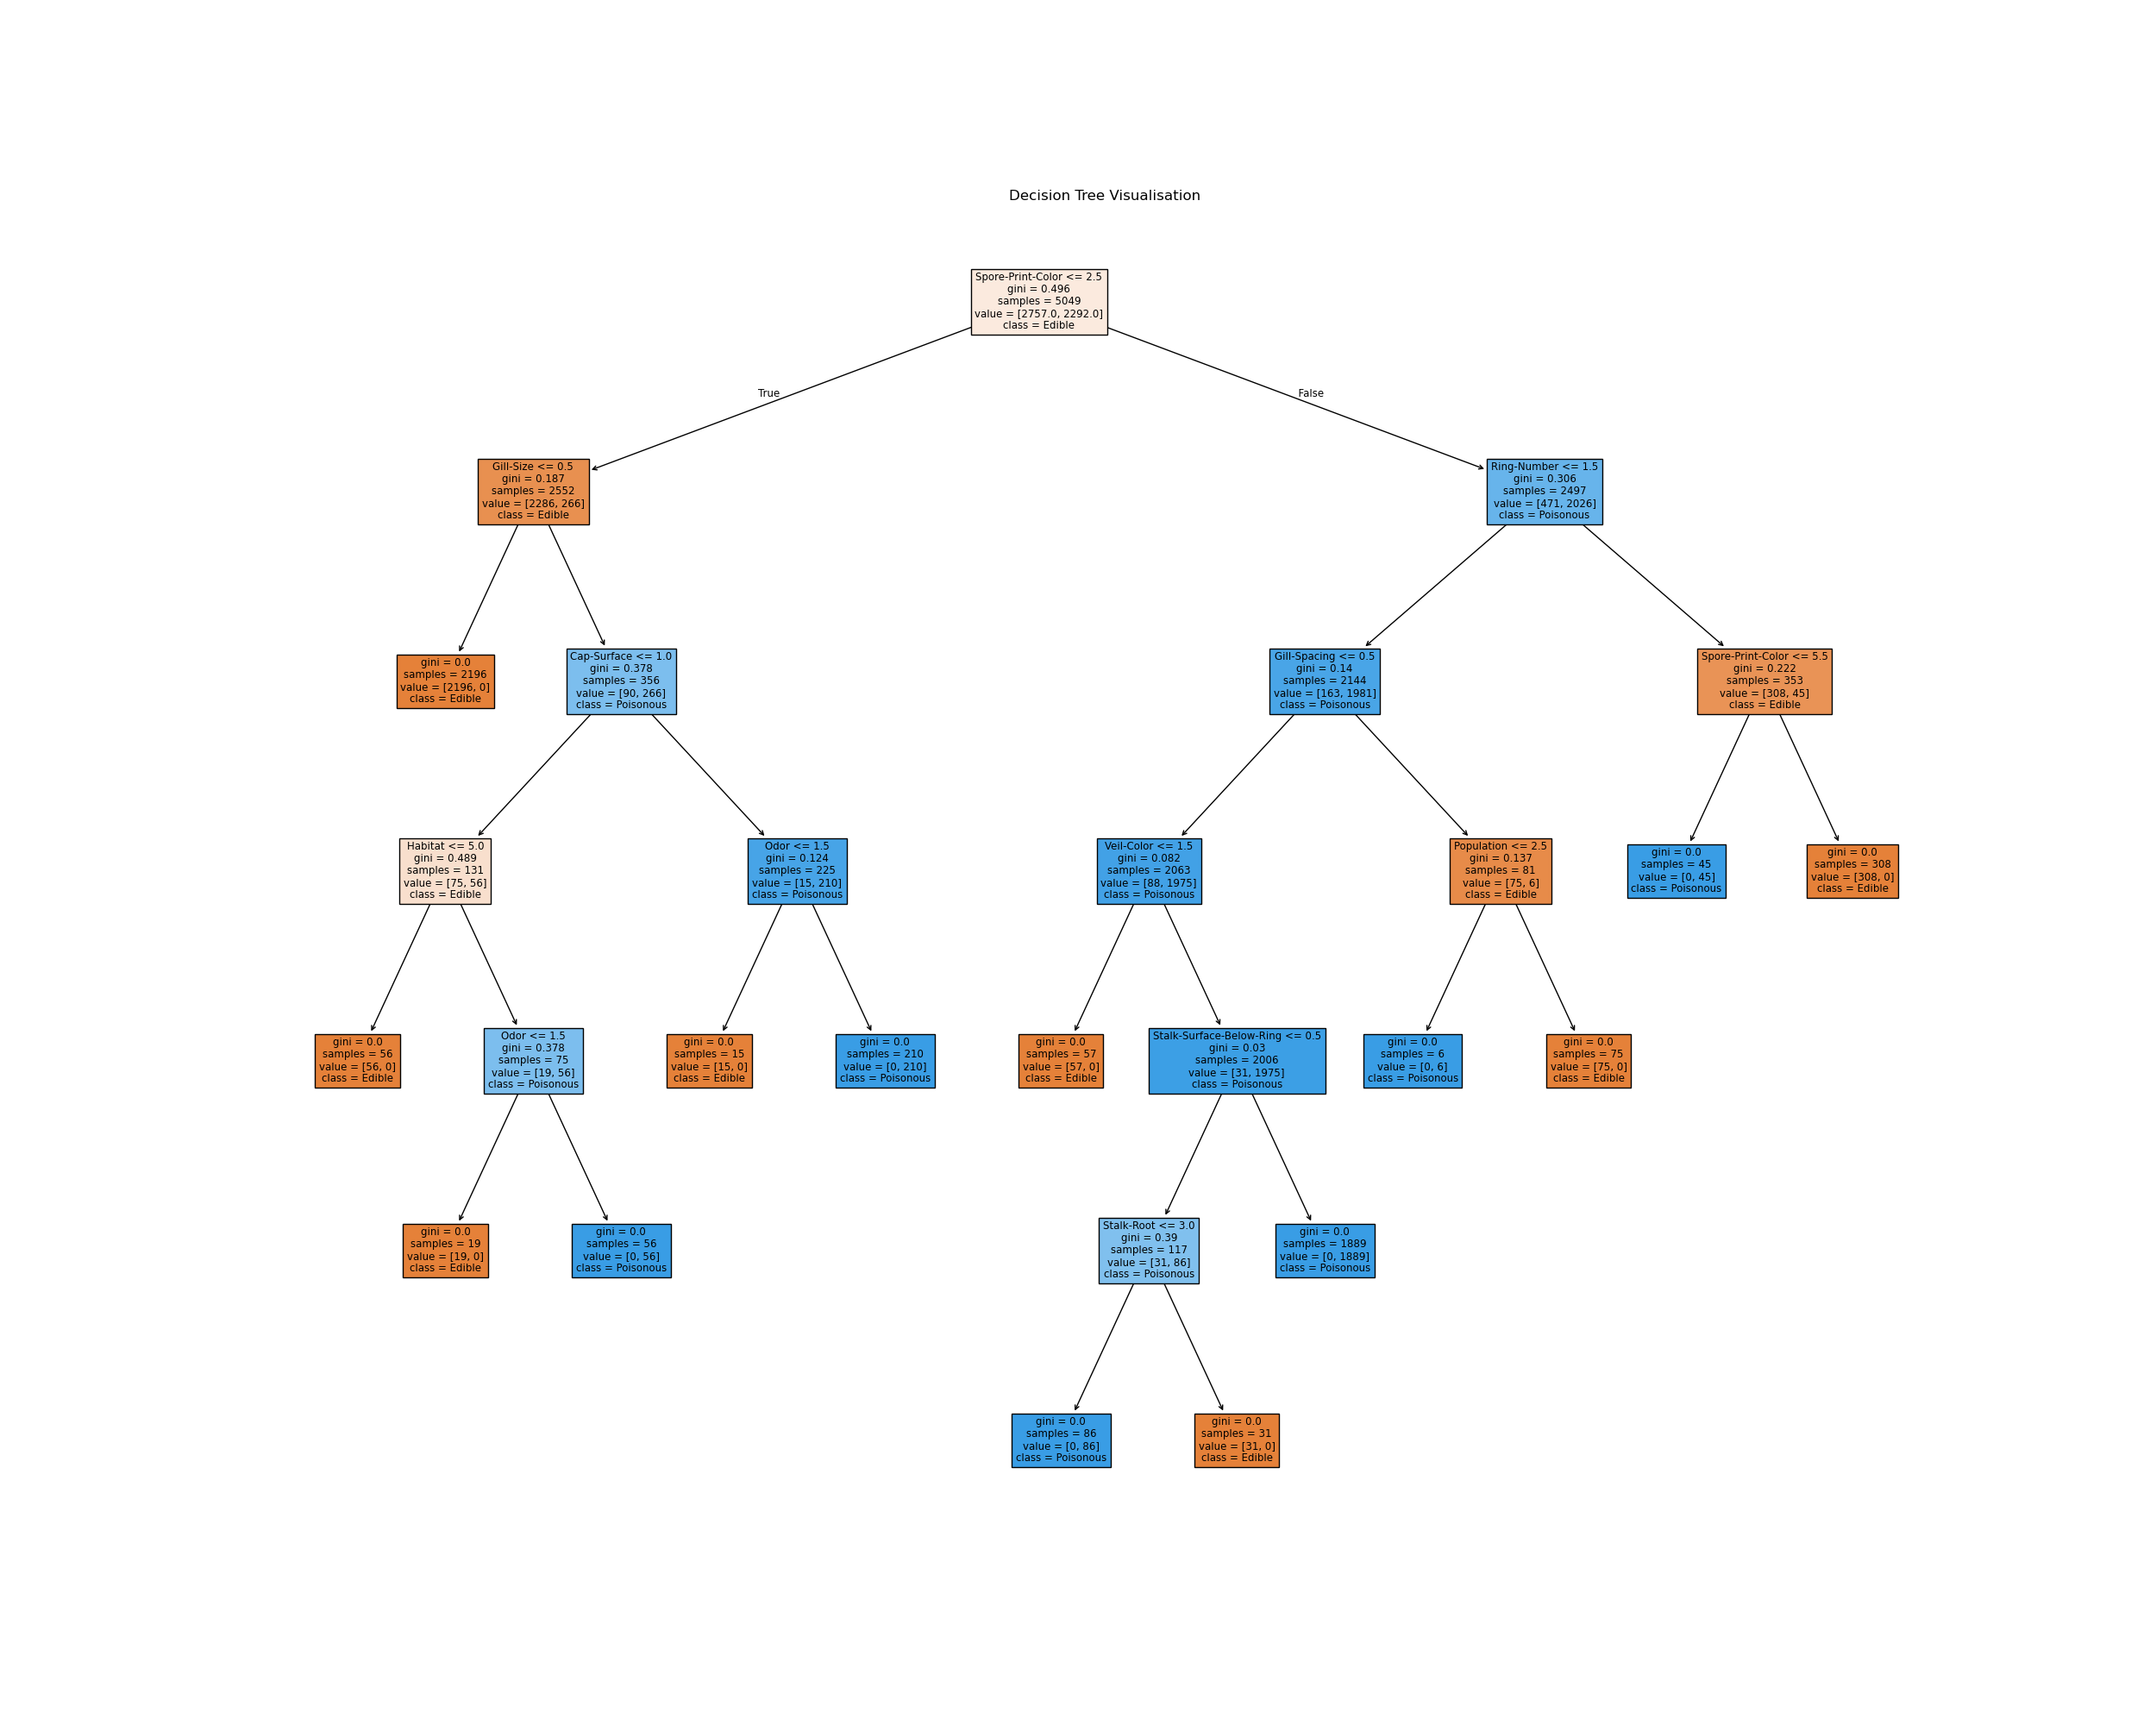 Decision Tree Visualisation
Spore-Print-Color <= 2.5
gini = 0.496
samples = 5049
value = [2757.0, 2292.0]
class = Edible
True
False
Gill-Size <= 0.5
gini = 0.187
samples = 2552
value = [2286, 266]
class = Edible
Ring-Number <= 1.5
gini = 0.306
samples = 2497
value = [471, 2026]
class = Poisonous
gini = 0.0
samples = 2196
value = [2196, 0]
class = Edible
Cap-Surface <= 1.0
gini = 0.378
samples = 356
value = [90, 266]
class = Poisonous
Gill-Spacing <= 0.5
gini = 0.14
samples = 2144
value = [163, 1981]
class = Poisonous
Spore-Print-Color <= 5.5
gini = 0.222
samples = 353
value = [308, 45]
class = Edible
Habitat <= 5.0
gini = 0.489
samples = 131
value = [75, 56]
class = Edible
Odor <= 1.5
gini = 0.124
samples = 225
value = [15, 210]
class = Poisonous
Veil-Color <= 1.5
gini = 0.082
samples = 2063
value = [88, 1975]
class = Poisonous
Population <= 2.5
gini = 0.137
samples = 81
value = [75, 6]
class = Edible
gini = 0.0
samples = 45
value = [0, 45]
class = Poisonous
gini = 0.0
samples = 308
value = [308, 0]
class = Edible
gini = 0.0
samples = 56
value = [56, 0]
class = Edible
Odor <= 1.5
gini = 0.378
samples = 75
value = [19, 56]
class = Poisonous
gini = 0.0
samples = 15
value = [15, 0]
class = Edible
gini = 0.0
samples = 210
value = [0, 210]
class = Poisonous
gini = 0.0
samples = 57
value = [57, 0]
class = Edible
Stalk-Surface-Below-Ring <= 0.5
gini = 0.03
samples = 2006
value = [31, 1975]
class = Poisonous
gini = 0.0
samples = 6
value = [0, 6]
class = Poisonous
gini = 0.0
samples = 75
value = [75, 0]
class = Edible
gini = 0.0
samples = 19
value = [19, 0]
class = Edible
gini = 0.0
samples = 56
value = [0, 56]
class = Poisonous
Stalk-Root <= 3.0
gini = 0.39
samples = 117
value = [31, 86]
class = Poisonous
gini = 0.0
samples = 1889
value = [0, 1889]
class = Poisonous
gini = 0.0
samples = 86
value = [0, 86]
class = Poisonous
gini = 0.0
samples = 31
value = [31, 0]
class = Edible